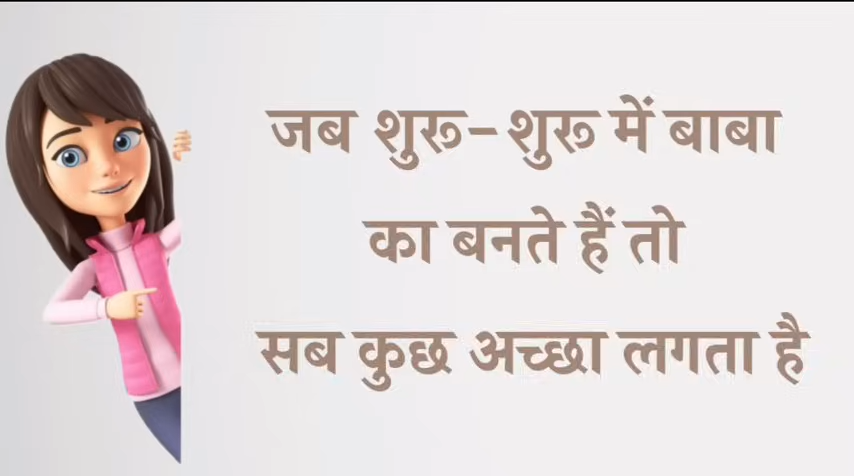 जब शुरू-शुरू में बाबा
का बनते हैं तो
सब कुछ अच्छा लगता है